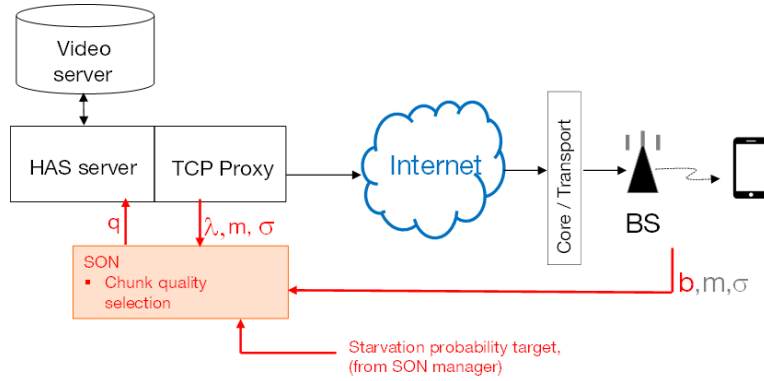 Video
server
HAS server
TCP Proxy
Internet
Core / Transport
BS
q
λ, m, σ
SON
▪ Chunk quality
selection
b,m,σ
Starvation probability target,
(from SON manager)